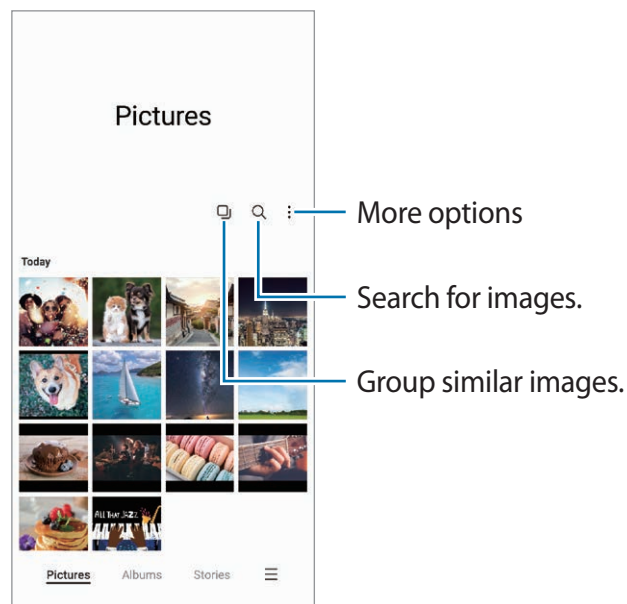 Pictures
More options
Today
Search for images.
Group similar images.
ALL THAT JAZZ
Pictures Albums Stories